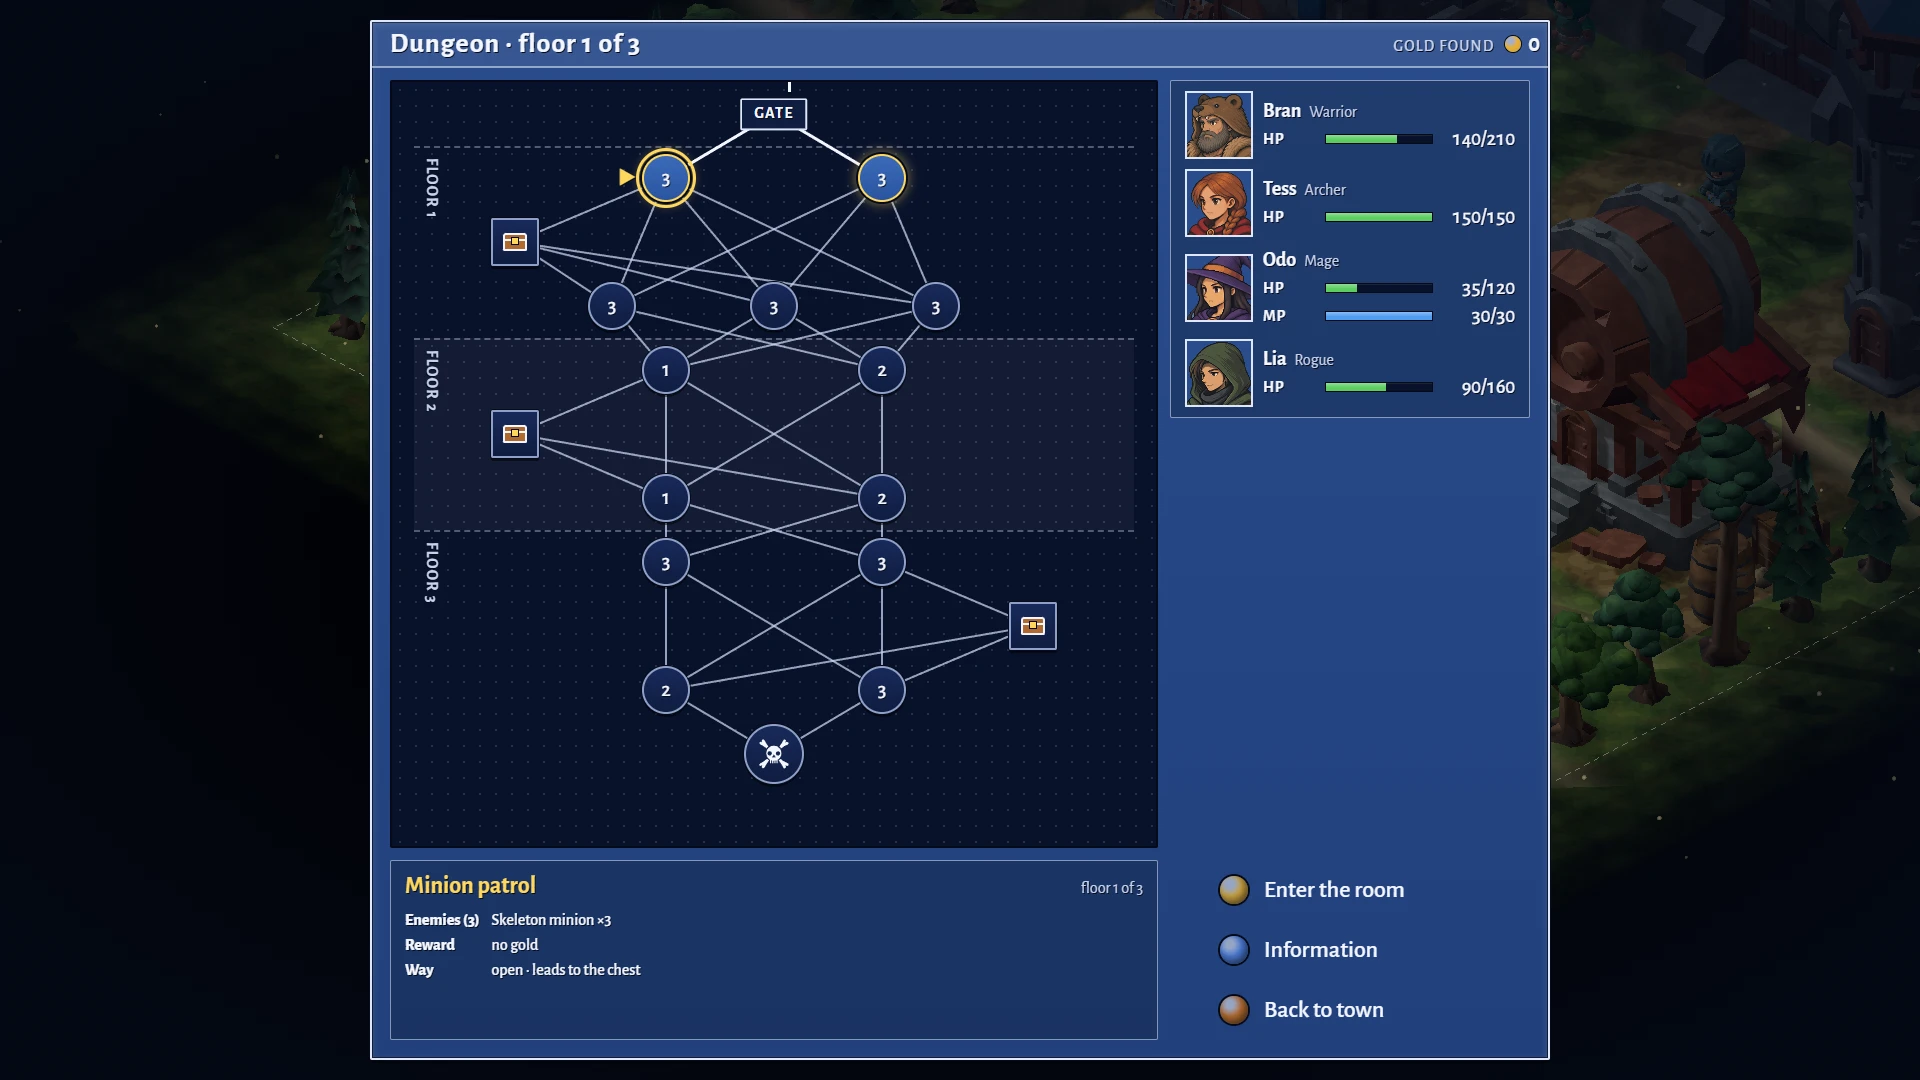 Dungeon · floor 1 of 3
GOLD FOUND 0
GATE
FLOOR 1
3
3
3
3
3
FLOOR 2
1
2
1
2
FLOOR 3
3
3
2
3
Bran Warrior
HP 140/210
Tess Archer
HP 150/150
Odo Mage
HP 35/120
MP 30/30
Lia Rogue
HP 90/160
Minion patrol
floor 1 of 3
Enemies (3) Skeleton minion ×3
Reward no gold
Way open · leads to the chest
Enter the room
Information
Back to town